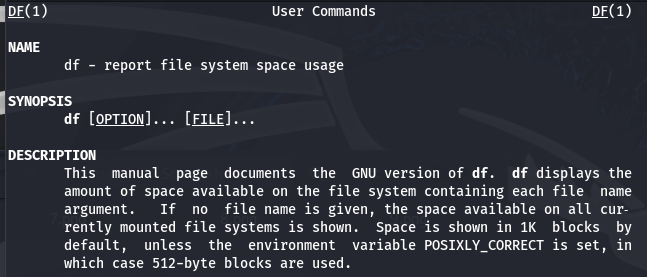 DF(1) User Commands DF(1)
NAME
df - report file system space usage
SYNOPSIS
df [OPTION]... [FILE]...
DESCRIPTION
This manual page documents the GNU version of df. df displays the
amount of space available on the file system containing each file name
argument. If no file name is given, the space available on all cur-
rently mounted file systems is shown. Space is shown in 1K blocks by
default, unless the environment variable POSIXLY_CORRECT is set, in
which case 512-byte blocks are used.